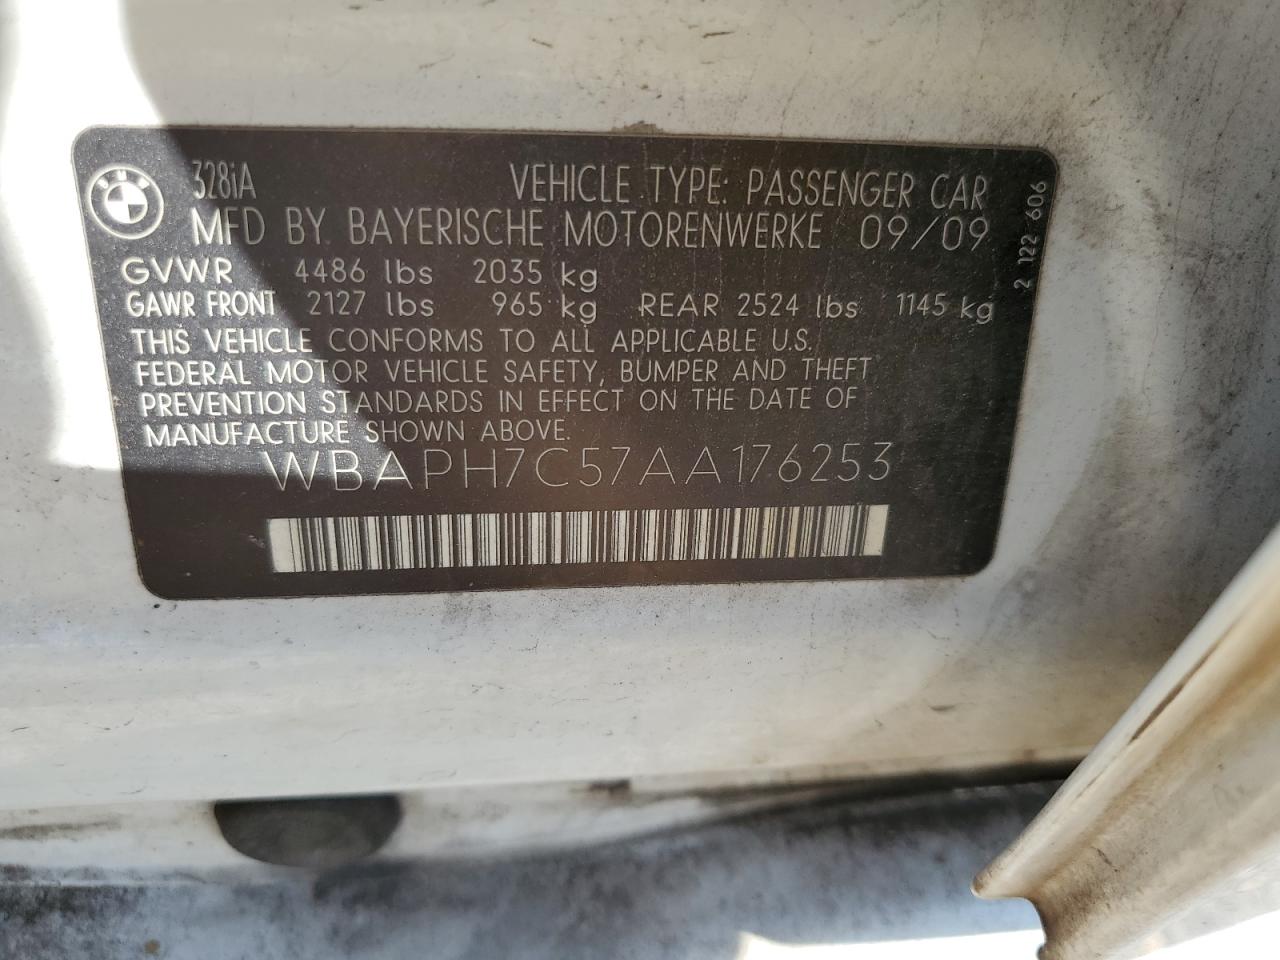 BMW
328iA
VEHICLE TYPE: PASSENGER CAR
MFD BY BAYERISCHE MOTORENWERKE 09/09
GVWR 4486 lbs 2035 kg
GAWR FRONT 2127 lbs 965 kg REAR 2524 lbs 1145 kg
THIS VEHICLE CONFORMS TO ALL APPLICABLE U.S.
FEDERAL MOTOR VEHICLE SAFETY, BUMPER AND THEFT
PREVENTION STANDARDS IN EFFECT ON THE DATE OF
MANUFACTURE SHOWN ABOVE.
WBAPH7C57AA176253
2 122 606